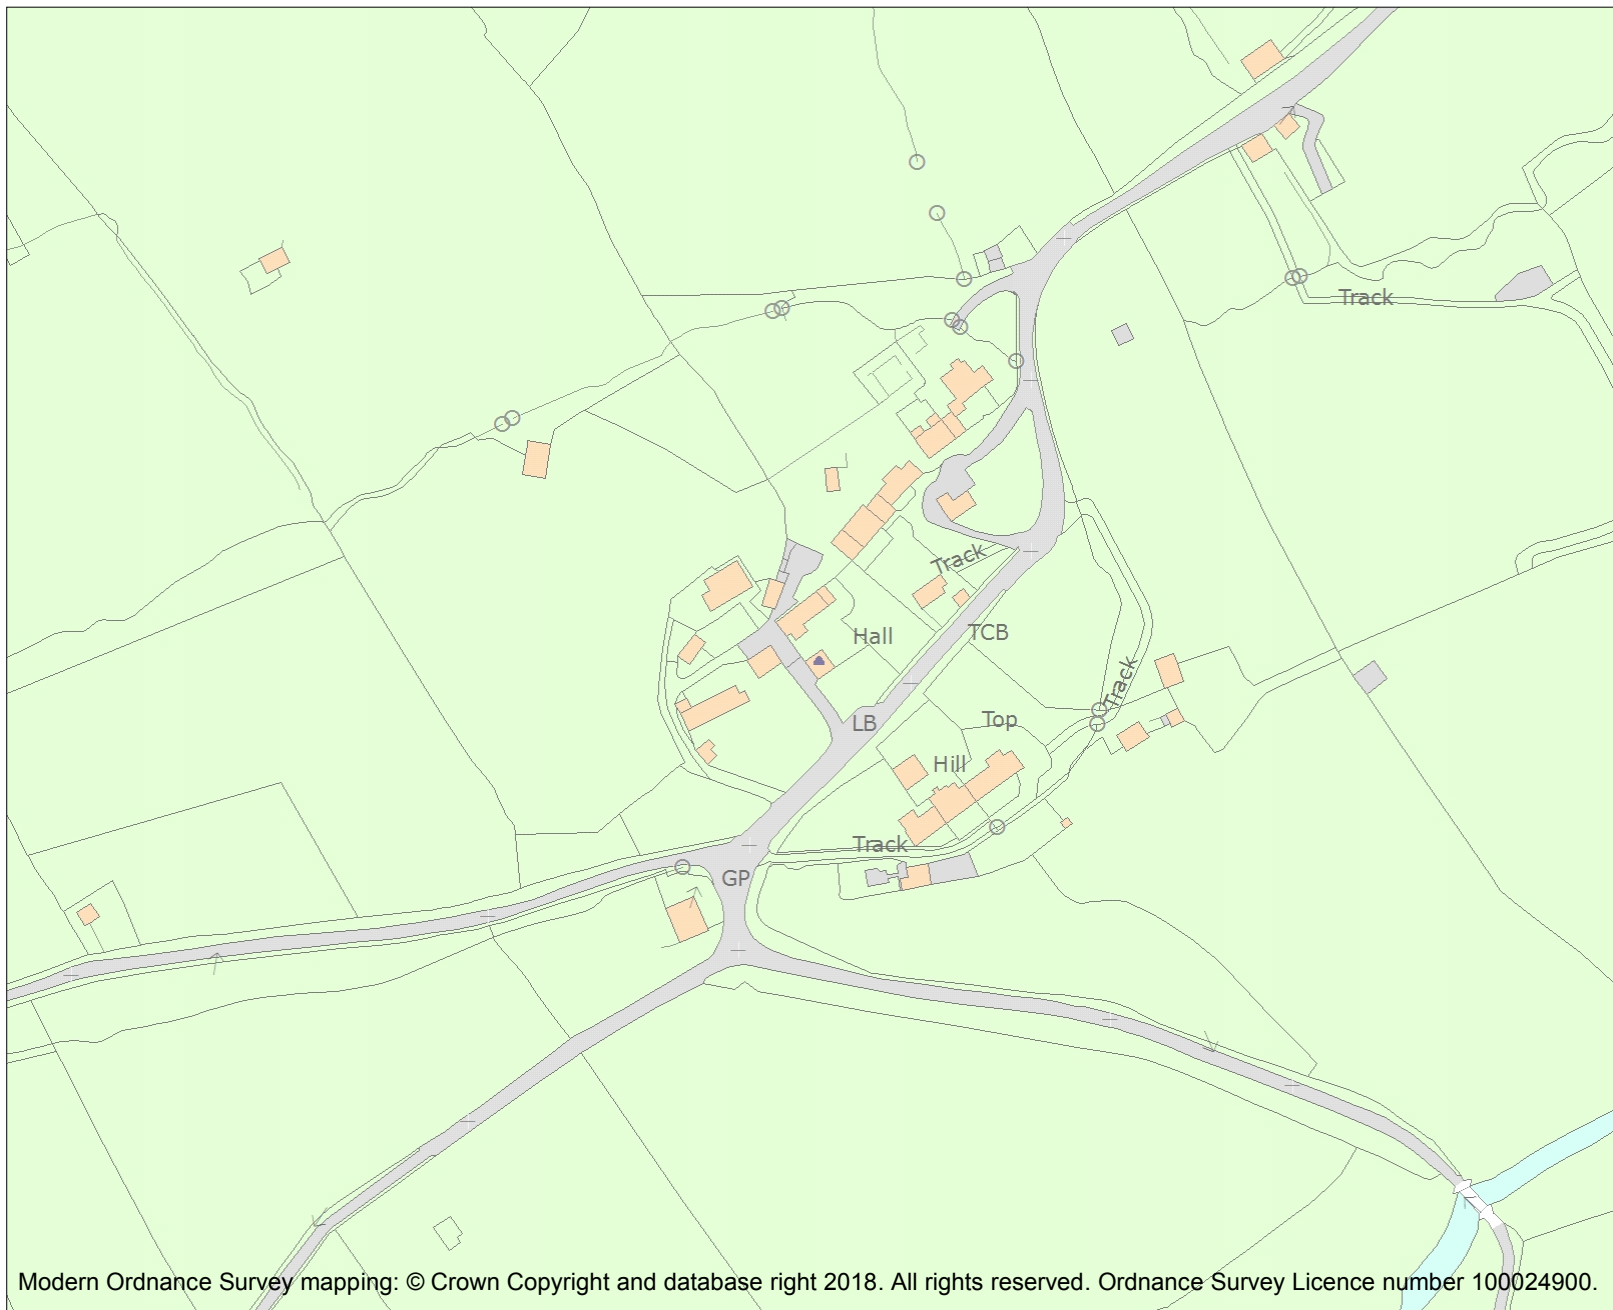 Track
Track
Hall
TCB
Track
LB
Top
Hill
Track
GP
Modern Ordnance Survey mapping: © Crown Copyright and database right 2018. All rights reserved. Ordnance Survey Licence number 100024900.